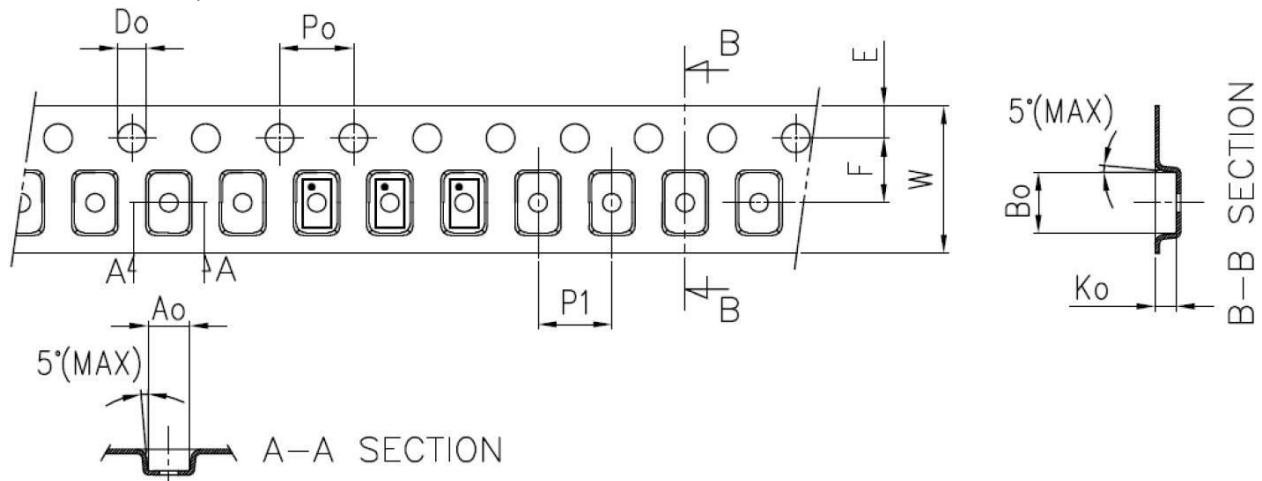 Do
Po
B
E
5°(MAX)
F
W
Bo
B-B SECTION
A
A
Ko
P1
B
Ao
5°(MAX)
A-A SECTION